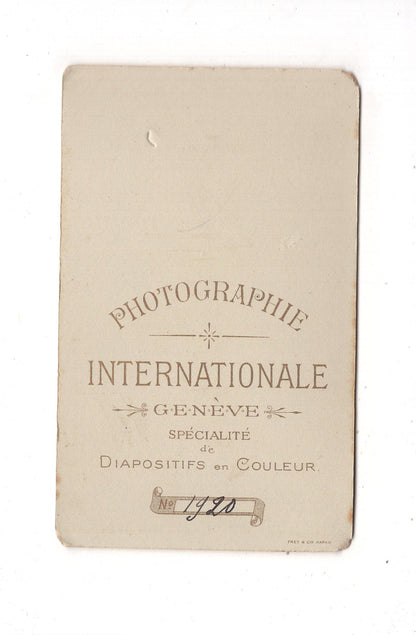 PHOTOGRAPHIE
INTERNATIONALE
GENÈVE
SPÉCIALITÉ
de
DIAPOSITIFS en COULEUR.
No 1920